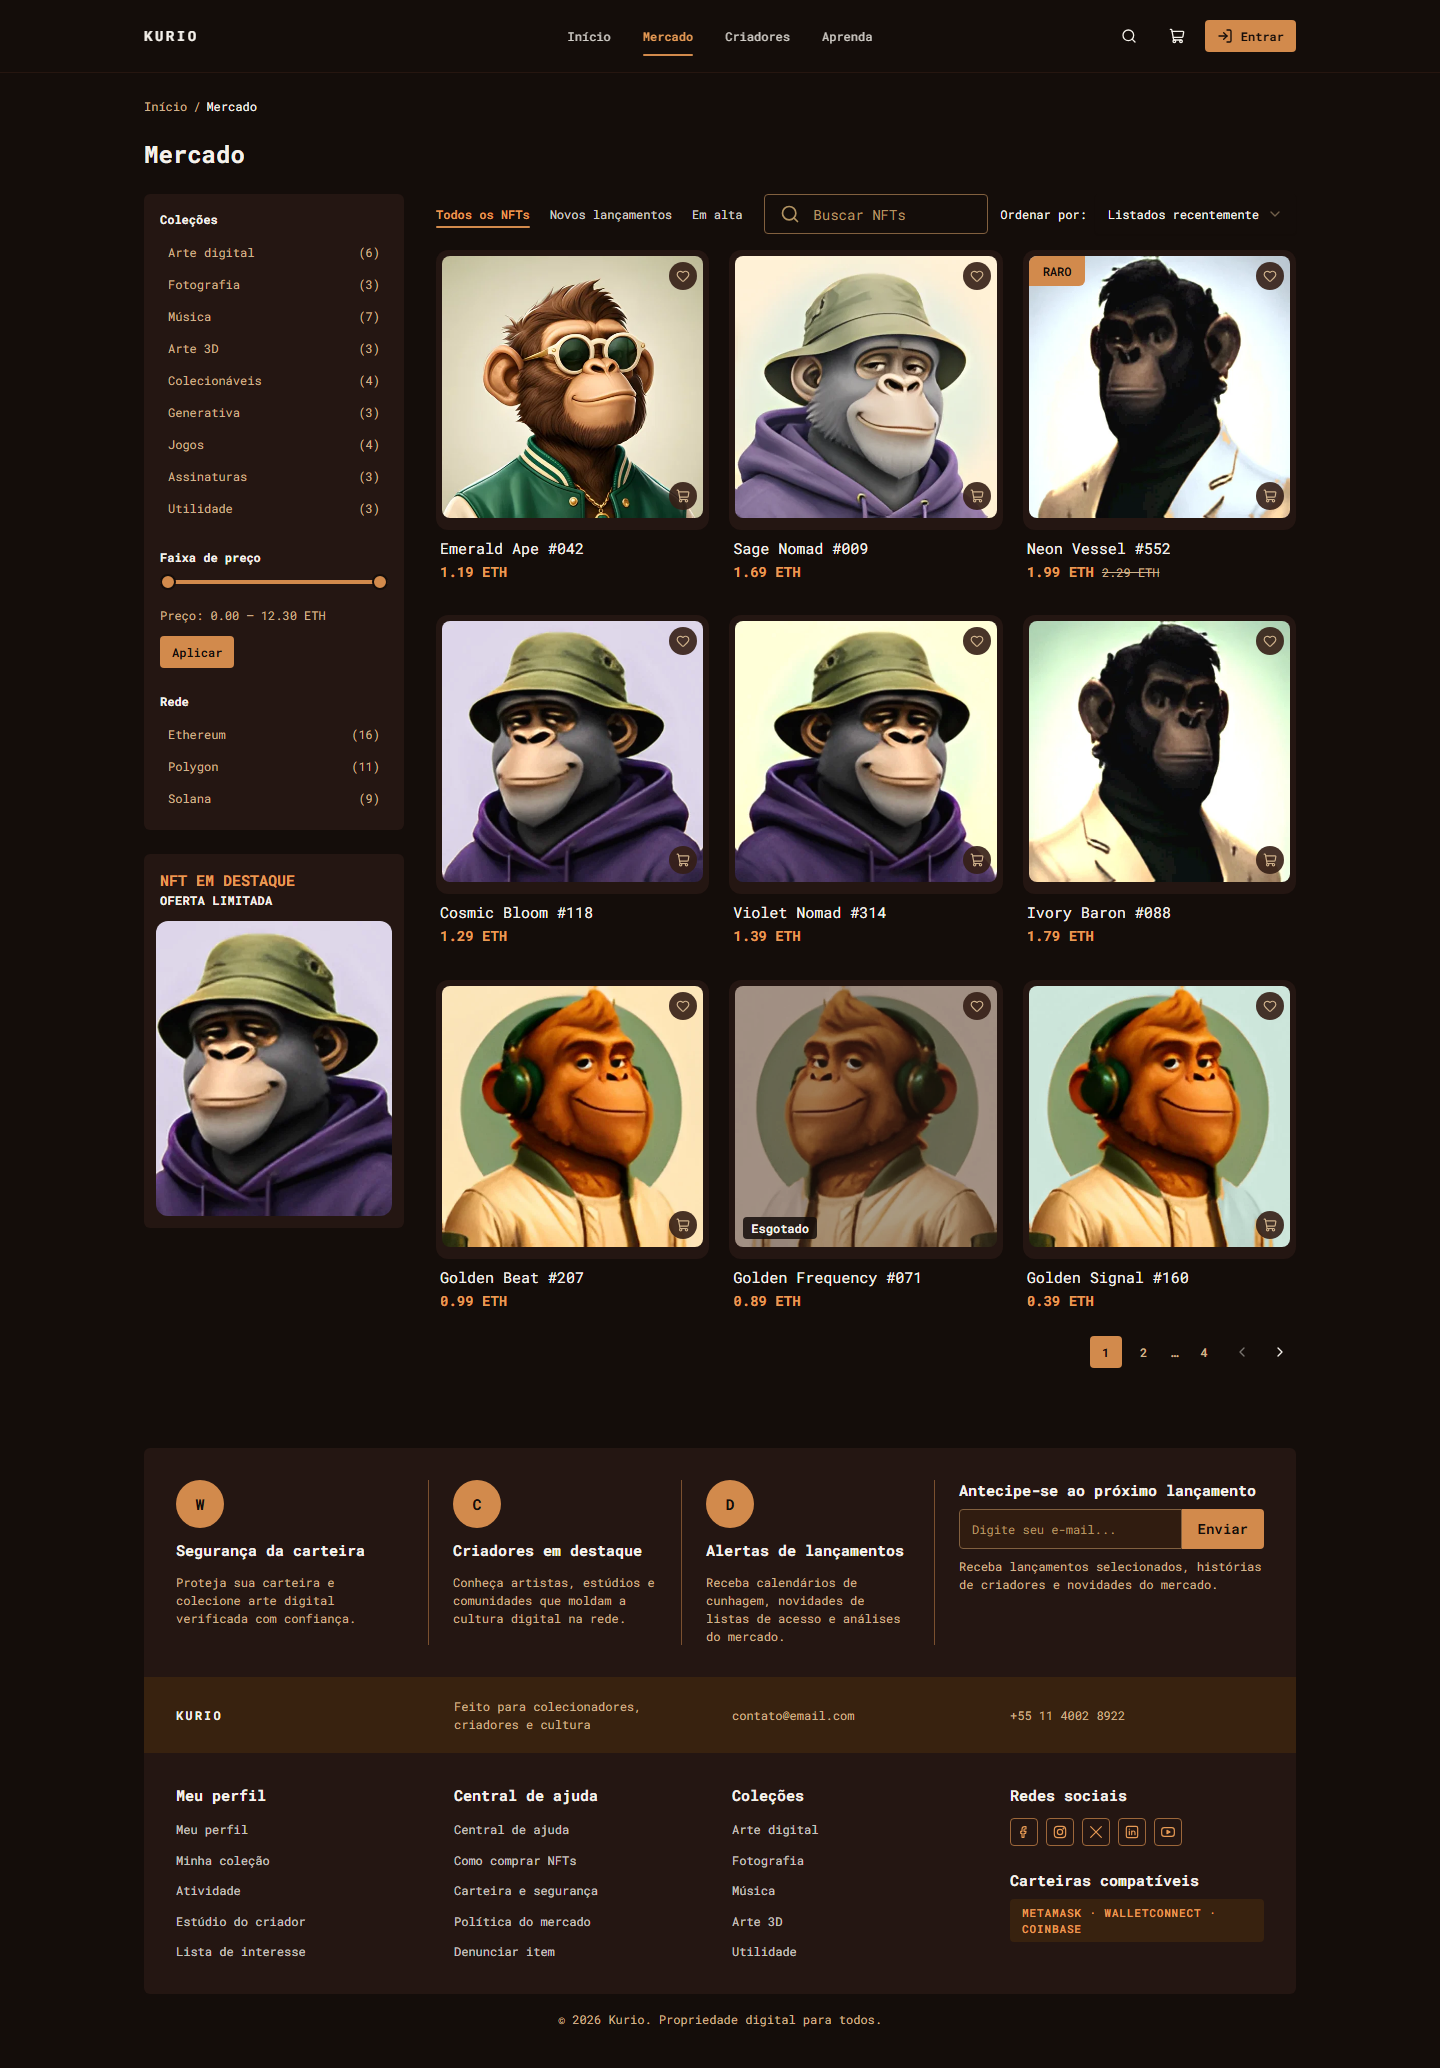 KURIO
Início Mercado Criadores Aprenda
Entrar
Início / Mercado
Mercado
Coleções
Arte digital (6)
Fotografia (3)
Música (7)
Arte 3D (3)
Colecionáveis (4)
Generativa (3)
Jogos (4)
Assinaturas (3)
Utilidade (3)
Faixa de preço
Preço: 0.00 – 12.30 ETH
Aplicar
Rede
Ethereum (16)
Polygon (11)
Solana (9)
NFT EM DESTAQUE
OFERTA LIMITADA
Todos os NFTs Novos lançamentos Em alta Buscar NFTs Ordenar por: Listados recentemente
RARO
Emerald Ape #042
1.19 ETH
Sage Nomad #009
1.69 ETH
Neon Vessel #552
1.99 ETH 2.29 ETH
Cosmic Bloom #118
1.29 ETH
Violet Nomad #314
1.39 ETH
Ivory Baron #088
1.79 ETH
Golden Beat #207
0.99 ETH
Esgotado
Golden Frequency #071
0.89 ETH
Golden Signal #160
0.39 ETH
1 2 … 4
W
Segurança da carteira
Proteja sua carteira e
colecione arte digital
verificada com confiança.
C
Criadores em destaque
Conheça artistas, estúdios e
comunidades que moldam a
cultura digital na rede.
D
Alertas de lançamentos
Receba calendários de
cunhagem, novidades de
listas de acesso e análises
do mercado.
Antecipe-se ao próximo lançamento
Digite seu e-mail... Enviar
Receba lançamentos selecionados, histórias
de criadores e novidades do mercado.
KURIO
Feito para colecionadores,
criadores e cultura
contato@email.com
+55 11 4002 8922
Meu perfil
Meu perfil
Minha coleção
Atividade
Estúdio do criador
Lista de interesse
Central de ajuda
Central de ajuda
Como comprar NFTs
Carteira e segurança
Política do mercado
Denunciar item
Coleções
Arte digital
Fotografia
Música
Arte 3D
Utilidade
Redes sociais
Carteiras compatíveis
METAMASK · WALLETCONNECT ·
COINBASE
© 2026 Kurio. Propriedade digital para todos.